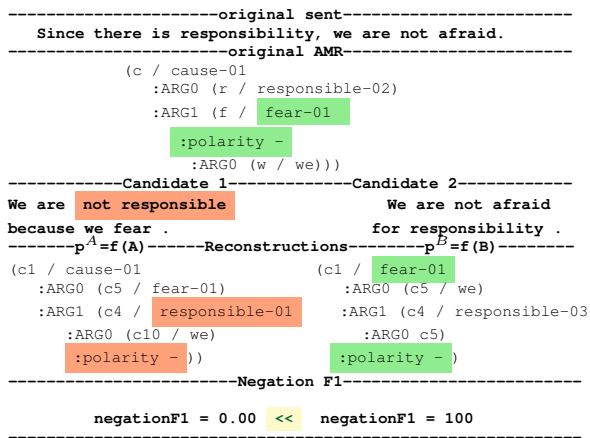 ---------------------original sent-----------------------
Since there is responsibility, we are not afraid.
----------------------original AMR-----------------------
(c / cause-01
:ARG0 (r / responsible-02)
:ARG1 (f / fear-01
:polarity -
:ARG0 (w / we)))
------------Candidate 1------------Candidate 2------------
We are not responsible We are not afraid
because we fear . for responsibility .
-------p^A=f(A)------Reconstructions--------p^B=f(B)--------
(c1 / cause-01 (c1 / fear-01
:ARG0 (c5 / fear-01) :ARG0 (c5 / we)
:ARG1 (c4 / responsible-01 :ARG1 (c4 / responsible-03
:ARG0 (c10 / we) :ARG0 c5)
:polarity - )) :polarity - )
-----------------------Negation F1------------------------
negationF1 = 0.00 << negationF1 = 100
----------------------------------------------------------